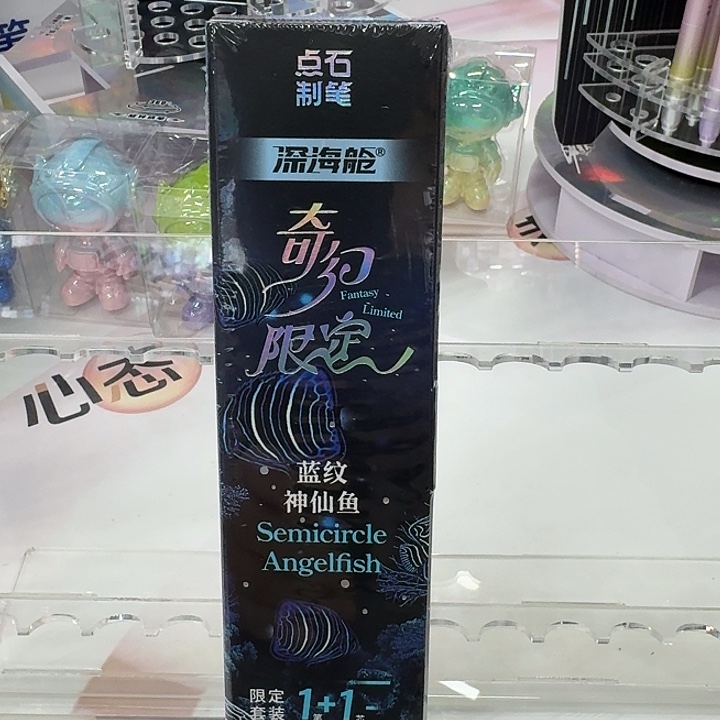 点石
制笔
深海舱®
奇幻
Fantasy
Limited
限定
心态
蓝纹
神仙鱼
Semicircle
Angelfish
限定
套装
1+1